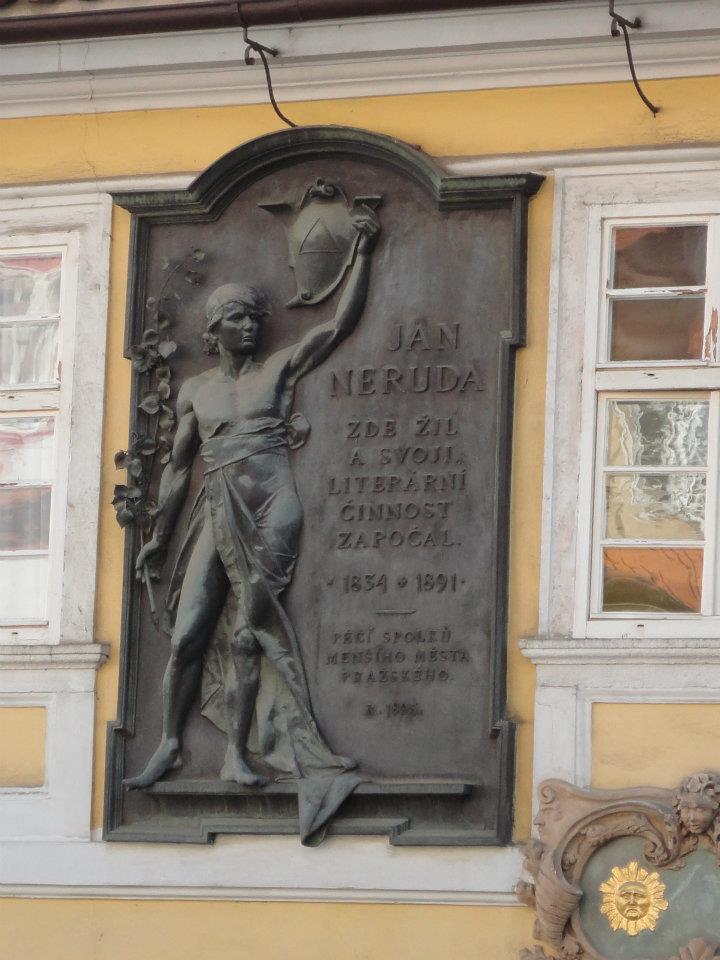 JAN
NERUDA
ZDE ŽIL
A SVOJI
LITERÁRNÍ
ČINNOST
ZAPOČAL.
·1834 * 1891·
PÉČÍ SPOLKŮ
MENŠÍHO MĚSTA
PRAŽSKÉHO.